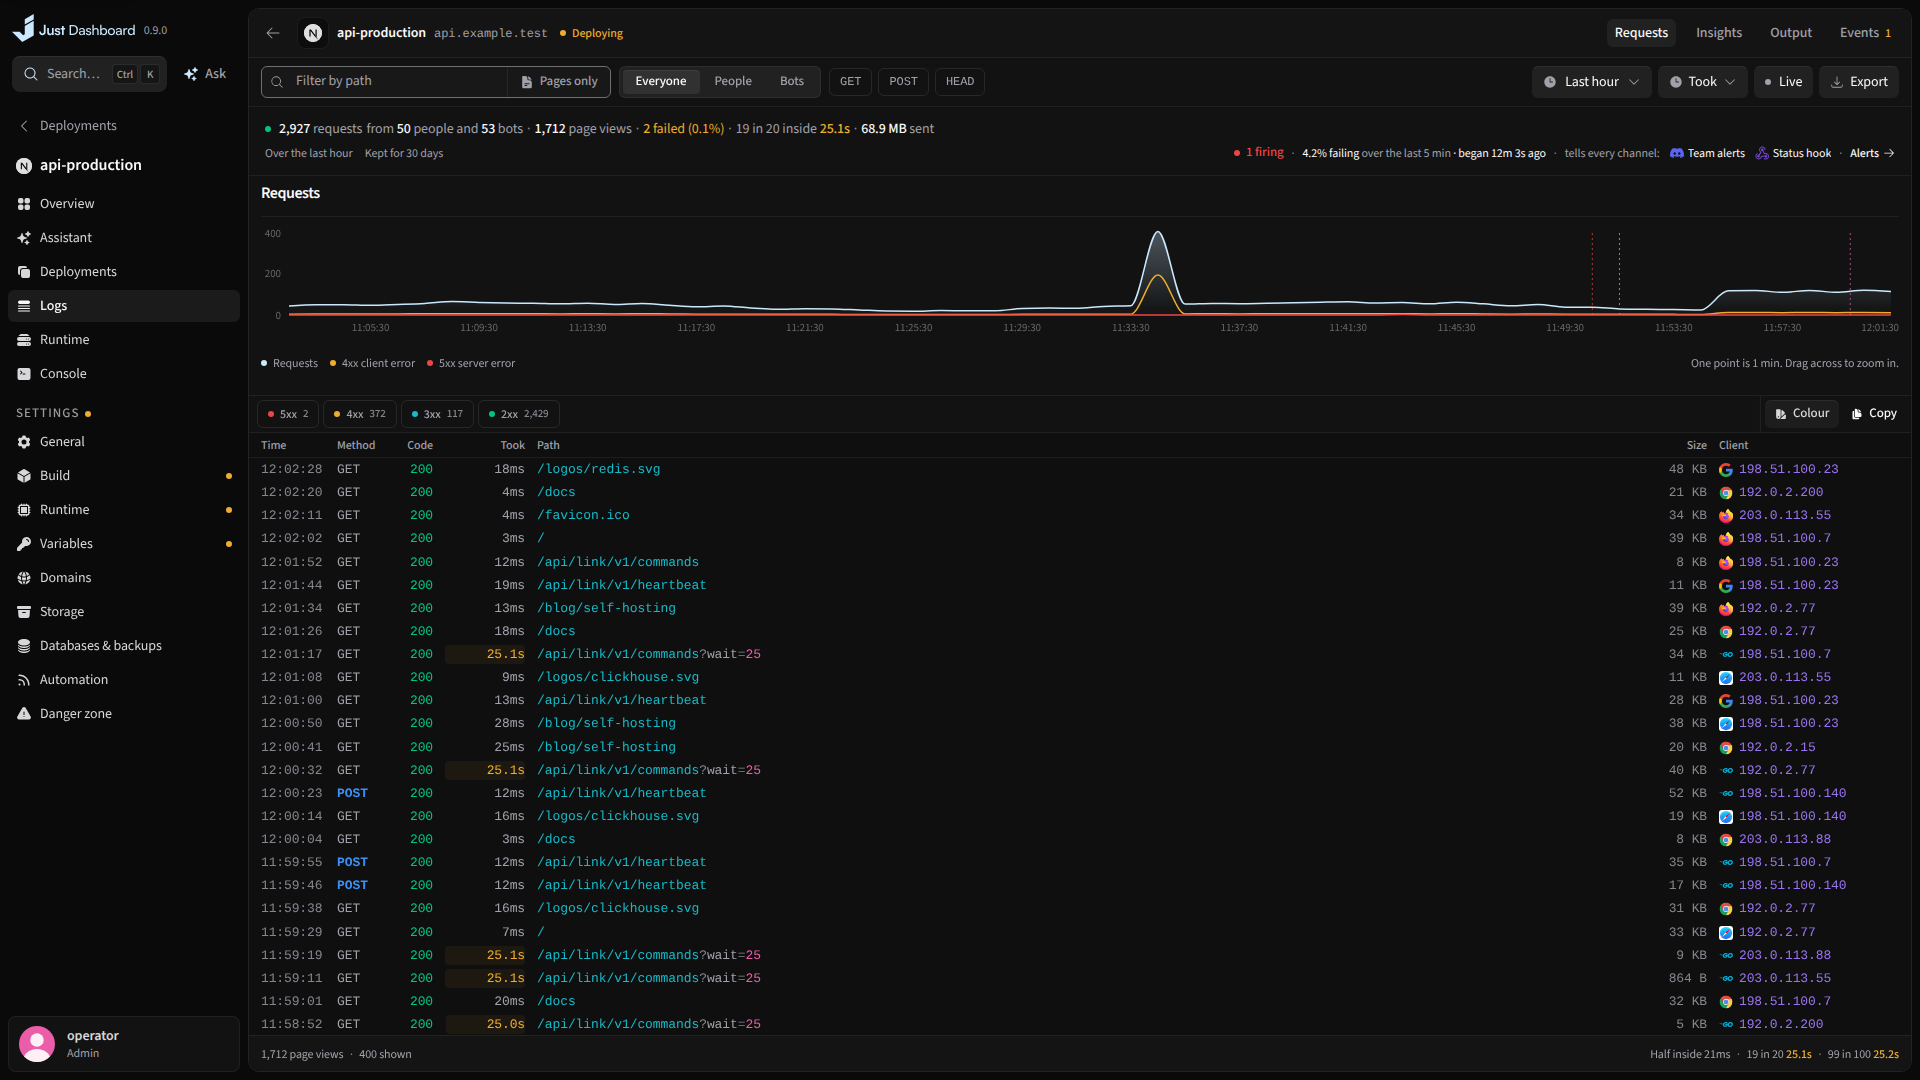 Just Dashboard 0.9.0
Search... Ctrl K Ask
Deployments
api-production
Overview
Assistant
Deployments
Logs
Runtime
Console
SETTINGS
General
Build
Runtime
Variables
Domains
Storage
Databases & backups
Automation
Danger zone
operator
Admin
api-production api.example.test Deploying
Requests Insights Output Events 1
Filter by path Pages only Everyone People Bots GET POST HEAD
Last hour Took Live Export
2,927 requests from 50 people and 53 bots · 1,712 page views · 2 failed (0.1%) · 19 in 20 inside 25.1s · 68.9 MB sent
Over the last hour Kept for 30 days
1 firing · 4.2% failing over the last 5 min · began 12m 3s ago · tells every channel: Team alerts Status hook · Alerts →
Requests
400
200
0
11:05:30 11:09:30 11:13:30 11:17:30 11:21:30 11:25:30 11:29:30 11:33:30 11:37:30 11:41:30 11:45:30 11:49:30 11:53:30 11:57:30 12:01:30
Requests 4xx client error 5xx server error
One point is 1 min. Drag across to zoom in.
5xx 2 4xx 372 3xx 117 2xx 2,429
Colour Copy
Time Method Code Took Path Size Client
12:02:28 GET 200 18ms /logos/redis.svg 48 KB 198.51.100.23
12:02:20 GET 200 4ms /docs 21 KB 192.0.2.200
12:02:11 GET 200 4ms /favicon.ico 34 KB 203.0.113.55
12:02:02 GET 200 3ms / 39 KB 198.51.100.7
12:01:52 GET 200 12ms /api/link/v1/commands 8 KB 198.51.100.23
12:01:44 GET 200 19ms /api/link/v1/heartbeat 11 KB 198.51.100.23
12:01:34 GET 200 13ms /blog/self-hosting 39 KB 192.0.2.77
12:01:26 GET 200 18ms /docs 25 KB 192.0.2.77
12:01:17 GET 200 25.1s /api/link/v1/commands?wait=25 34 KB 198.51.100.7
12:01:08 GET 200 9ms /logos/clickhouse.svg 11 KB 203.0.113.55
12:01:00 GET 200 13ms /api/link/v1/heartbeat 28 KB 198.51.100.23
12:00:50 GET 200 28ms /blog/self-hosting 38 KB 198.51.100.23
12:00:41 GET 200 25ms /blog/self-hosting 20 KB 192.0.2.15
12:00:32 GET 200 25.1s /api/link/v1/commands?wait=25 40 KB 192.0.2.77
12:00:23 POST 200 12ms /api/link/v1/heartbeat 52 KB 198.51.100.140
12:00:14 GET 200 16ms /logos/clickhouse.svg 19 KB 198.51.100.140
12:00:04 GET 200 3ms /docs 8 KB 203.0.113.88
11:59:55 POST 200 12ms /api/link/v1/heartbeat 35 KB 198.51.100.7
11:59:46 POST 200 12ms /api/link/v1/heartbeat 17 KB 198.51.100.140
11:59:38 GET 200 16ms /logos/clickhouse.svg 31 KB 192.0.2.77
11:59:29 GET 200 7ms / 33 KB 192.0.2.77
11:59:19 GET 200 25.1s /api/link/v1/commands?wait=25 9 KB 203.0.113.88
11:59:11 GET 200 25.1s /api/link/v1/commands?wait=25 864 B 203.0.113.55
11:59:01 GET 200 20ms /docs 32 KB 198.51.100.7
11:58:52 GET 200 25.0s /api/link/v1/commands?wait=25 5 KB 192.0.2.200
1,712 page views · 400 shown
Half inside 21ms · 19 in 20 25.1s · 99 in 100 25.2s